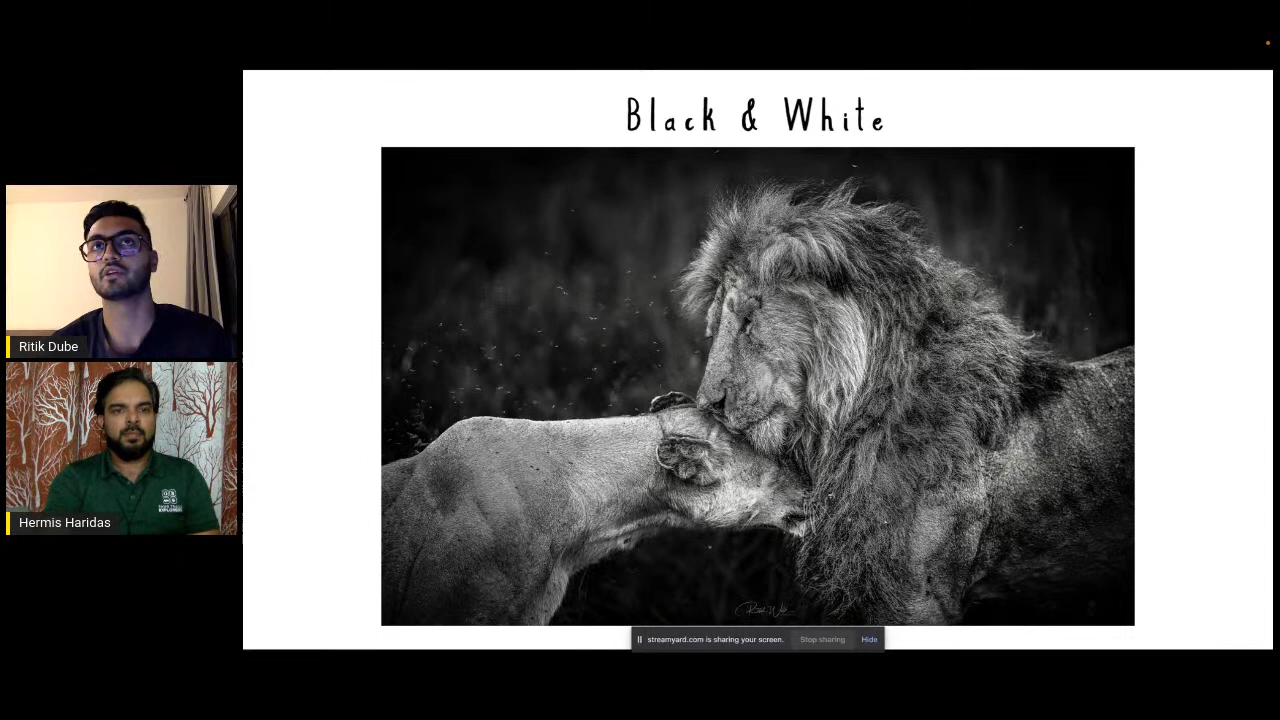 Black & White
Ritik Dube
Hermis Haridas
streamyard.com is sharing your screen.
Stop sharing
Hide